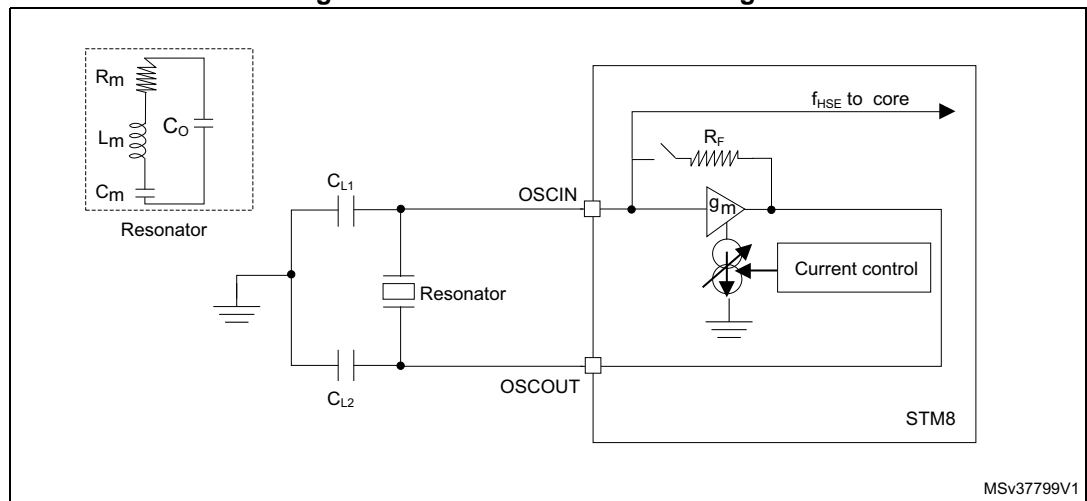 Rm
Lm
CO
Cm
Resonator
CL1
CL2
Resonator
OSCIN
OSCOUT
fHSE to core
RF
gm
Current control
STM8
MSv37799V1